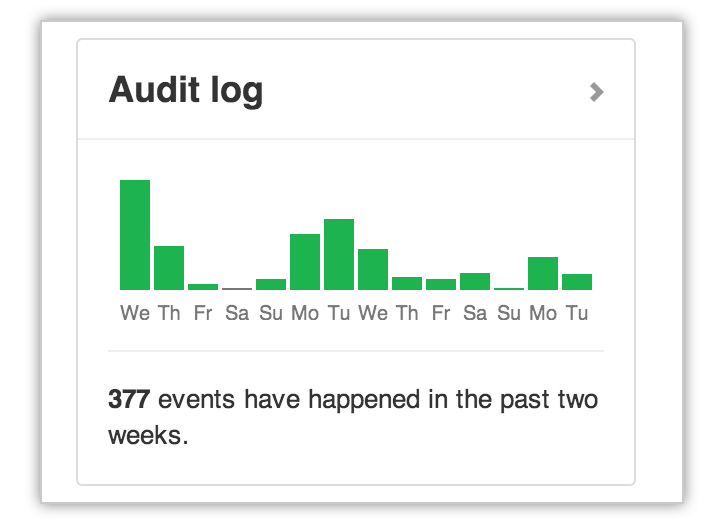 Audit log
We Th Fr Sa Su Mo Tu We Th Fr Sa Su Mo Tu
377 events have happened in the past two
weeks.